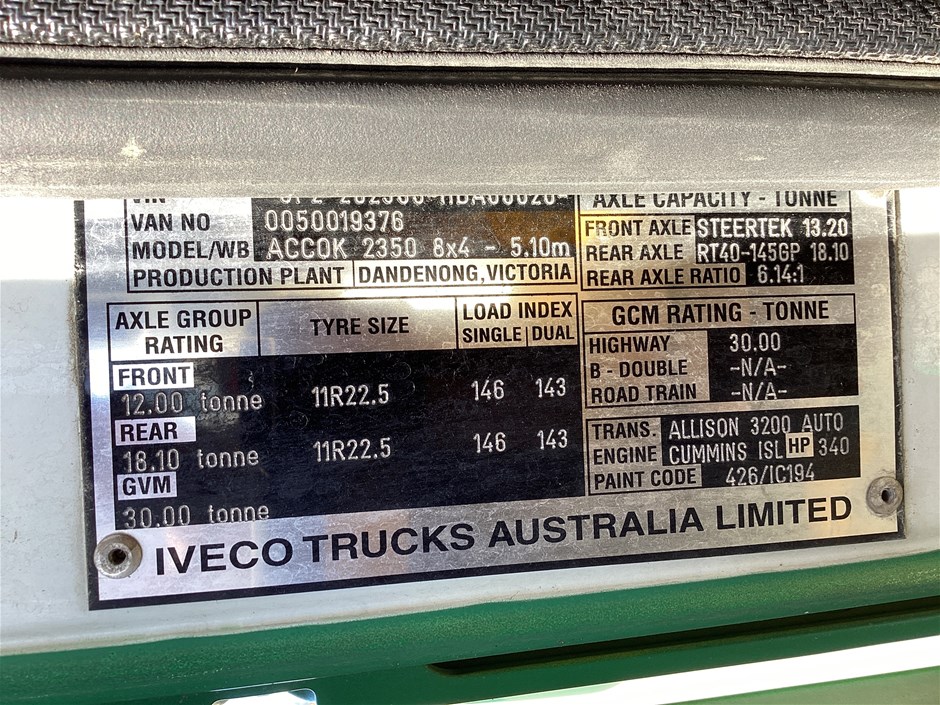 VIN
VAN NO 0050019376
MODEL/WB ACCOK 2350 8x4 - 5.10m
PRODUCTION PLANT DANDENONG, VICTORIA
AXLE GROUP RATING TYRE SIZE LOAD INDEX
SINGLE DUAL
FRONT
12.00 tonne 11R22.5 146 143
REAR
18.10 tonne 11R22.5 146 143
GVM
30.00 tonne
AXLE CAPACITY - TONNE
FRONT AXLE STEERTEK 13.20
REAR AXLE RT40-145GP 18.10
REAR AXLE RATIO 6.14:1
GCM RATING - TONNE
HIGHWAY 30.00
B - DOUBLE -N/A-
ROAD TRAIN -N/A-
TRANS. ALLISON 3200 AUTO
ENGINE CUMMINS ISL HP 340
PAINT CODE 426/IC194
IVECO TRUCKS AUSTRALIA LIMITED